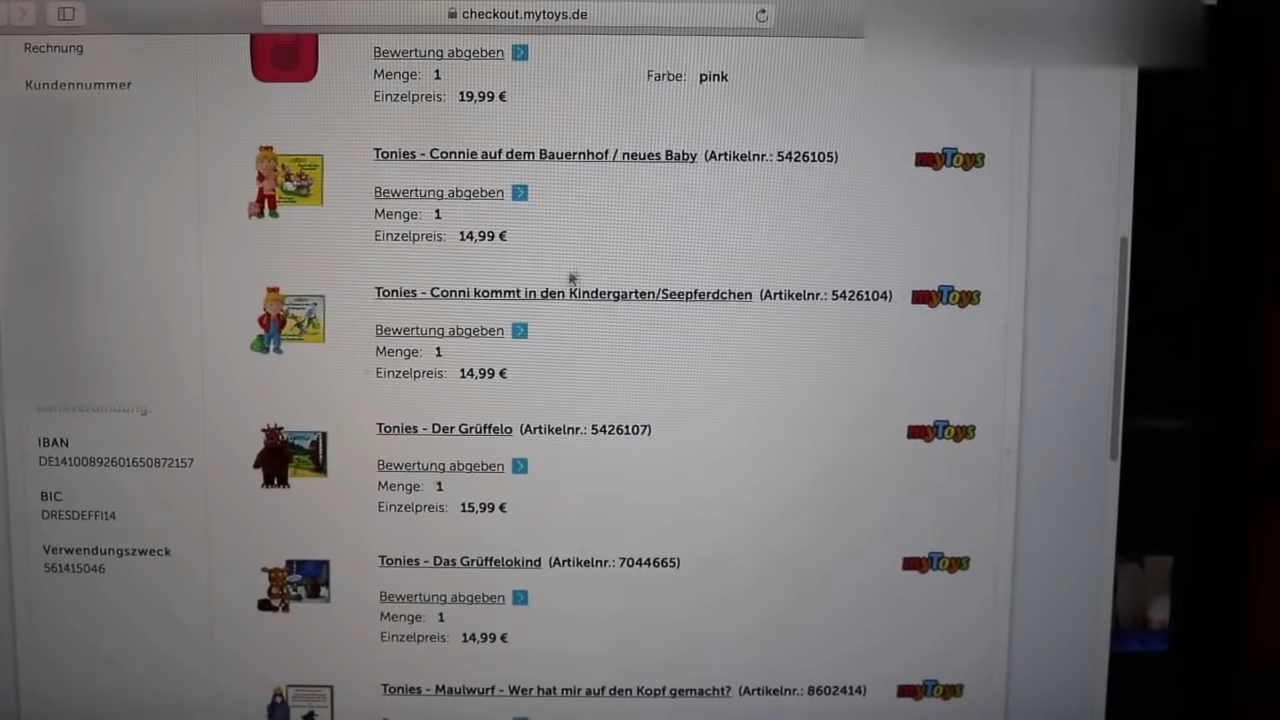 checkout.mytoys.de
Rechnung
Kundennummer
Bewertung abgeben
Menge: 1
Farbe: pink
Einzelpreis: 19,99 €
Tonies - Connie auf dem Bauernhof / neues Baby (Artikelnr.: 5426105)
myToys
Bewertung abgeben
Menge: 1
Einzelpreis: 14,99 €
Tonies - Conni kommt in den Kindergarten/Seepferdchen (Artikelnr.: 5426104)
myToys
Bewertung abgeben
Menge: 1
Einzelpreis: 14,99 €
Bankverbindung:
IBAN
DE14100892601650872157
BIC
DRESDEFFI14
Verwendungszweck
561415046
Tonies - Der Grüffelo (Artikelnr.: 5426107)
myToys
Bewertung abgeben
Menge: 1
Einzelpreis: 15,99 €
Tonies - Das Grüffelokind (Artikelnr.: 7044665)
myToys
Bewertung abgeben
Menge: 1
Einzelpreis: 14,99 €
Tonies - Maulwurf - Wer hat mir auf den Kopf gemacht? (Artikelnr.: 8602414)
myToys